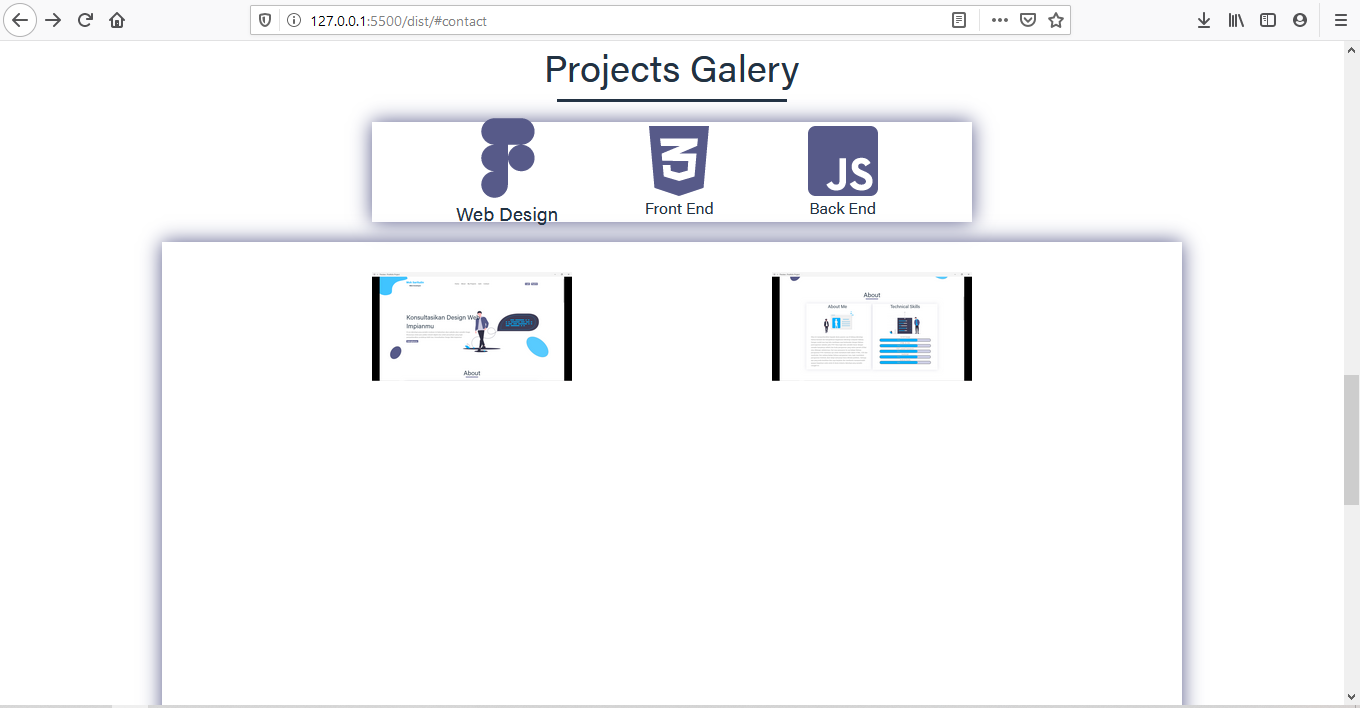 127.0.0.1:5500/dist/#contact
Projects Galery
JS
Web Design
Front End
Back End
Konsultasikan Design Web
Impianmu
About
About
About Me
Technical Skills